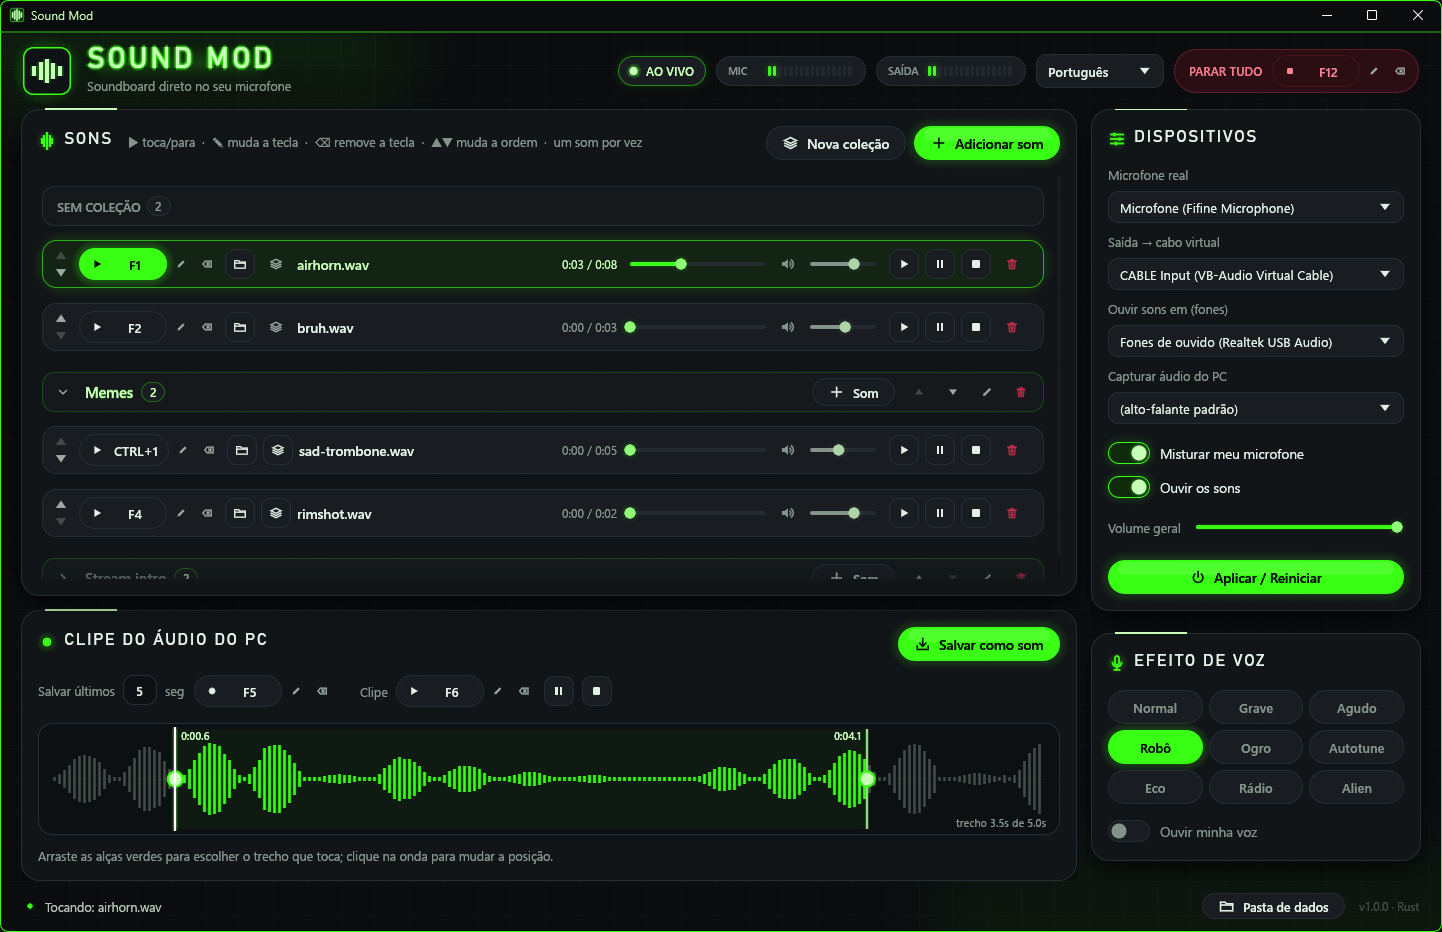 Sound Mod
SOUND MOD
Soundboard direto no seu microfone
AO VIVO
MIC
SAÍDA
Português
PARAR TUDO
F12
SONS
toca/para · muda a tecla · remove a tecla · ▲▼ muda a ordem · um som por vez
Nova coleção
+ Adicionar som
SEM COLEÇÃO 2
F1 airhorn.wav 0:03 / 0:08
F2 bruh.wav 0:00 / 0:03
Memes 2 + Som
CTRL+1 sad-trombone.wav 0:00 / 0:05
F4 rimshot.wav 0:00 / 0:02
Stream intro 2 + Som
CLIPE DO ÁUDIO DO PC
Salvar como som
Salvar últimos 5 seg F5 Clipe F6
0:00.6 0:04.1
trecho 3.5s de 5.0s
Arraste as alças verdes para escolher o trecho que toca; clique na onda para mudar a posição.
DISPOSITIVOS
Microfone real
Microfone (Fifine Microphone)
Saída → cabo virtual
CABLE Input (VB-Audio Virtual Cable)
Ouvir sons em (fones)
Fones de ouvido (Realtek USB Audio)
Capturar áudio do PC
(alto-falante padrão)
Misturar meu microfone
Ouvir os sons
Volume geral
Aplicar / Reiniciar
EFEITO DE VOZ
Normal Grave Agudo
Robô Ogro Autotune
Eco Rádio Alien
Ouvir minha voz
Tocando: airhorn.wav
Pasta de dados
v1.0.0 · Rust